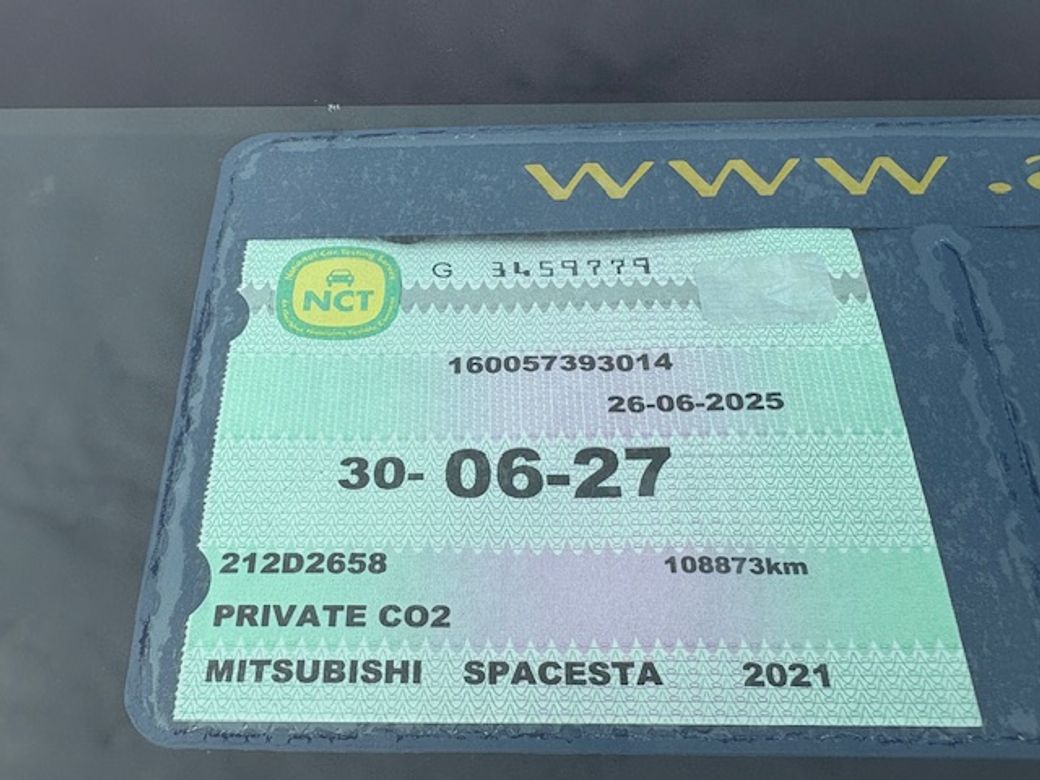 WWW.
NCT
G 3459779
160057393014
26-06-2025
30- 06-27
212D2658 108873km
PRIVATE CO2
MITSUBISHI SPACESTA 2021